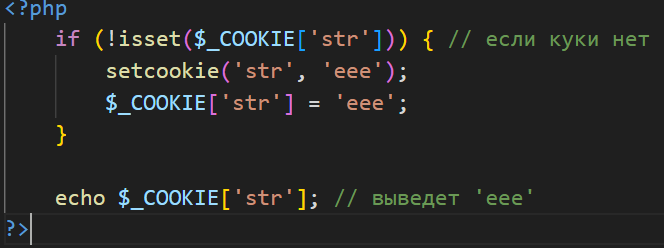 <?php
if (!isset($_COOKIE['str'])) { // если куки нет
setcookie('str', 'eee');
$_COOKIE['str'] = 'eee';
}
echo $_COOKIE['str']; // выведет 'eee'
?>